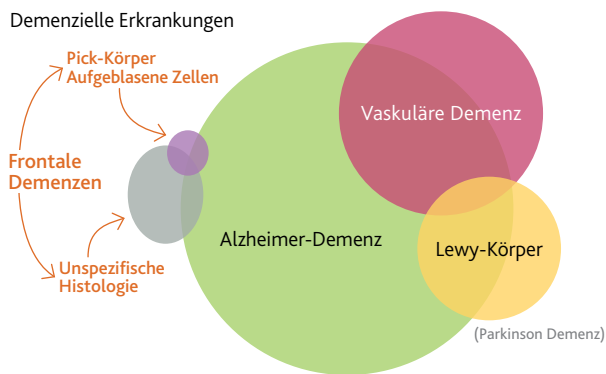 Demenzielle Erkrankungen
Pick-Körper
Aufgeblasene Zellen
Vaskuläre Demenz
Frontale
Demenzen
Alzheimer-Demenz
Lewy-Körper
Unspezifische
Histologie
(Parkinson Demenz)